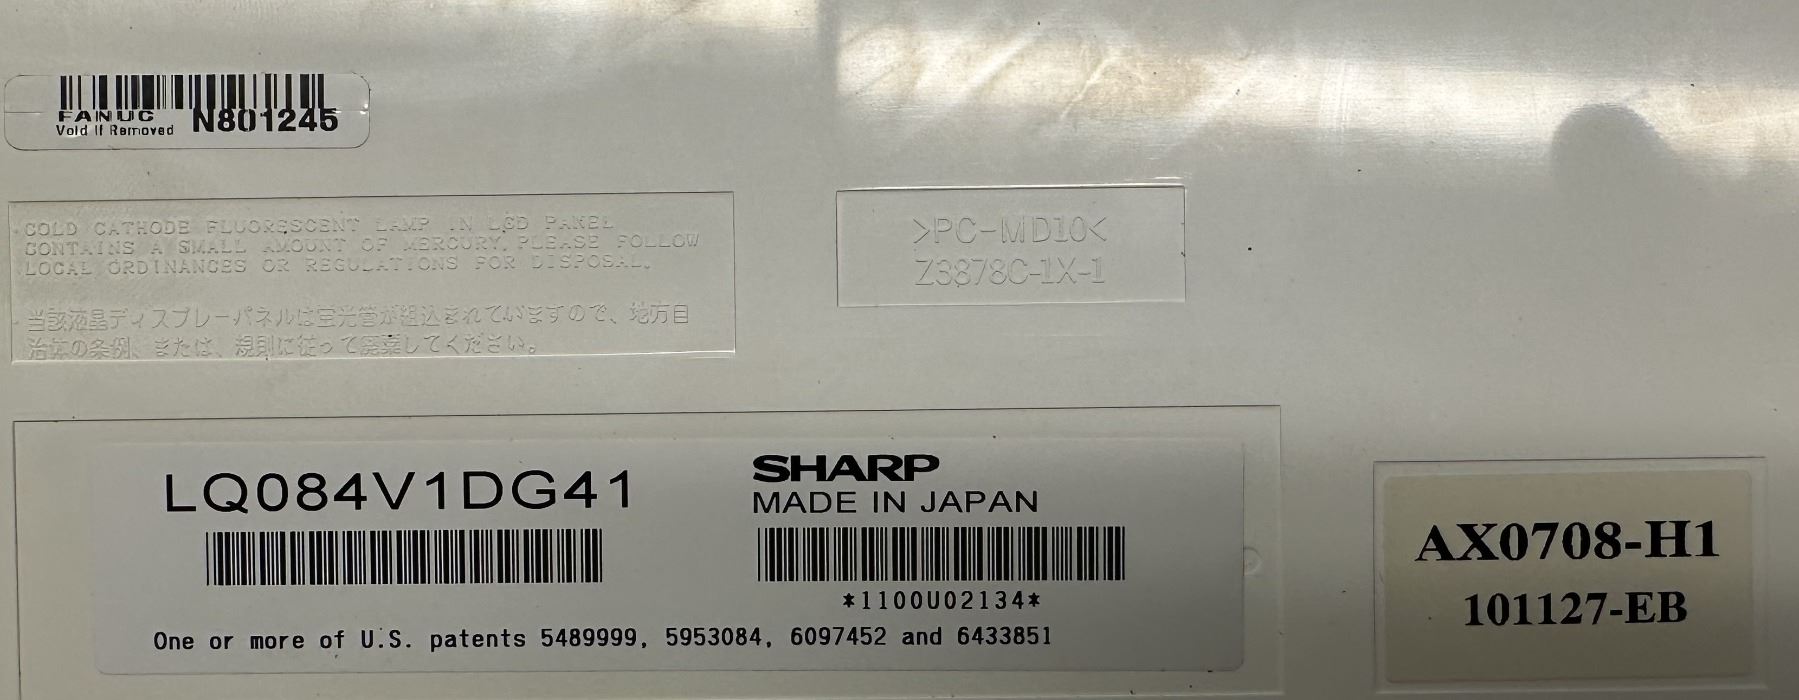 FANUC
Void If Removed
N801245
COLD CATHODE FLUORESCENT LAMP IN LCD PANEL
CONTAINS A SMALL AMOUNT OF MERCURY, PLEASE FOLLOW
LOCAL ORDINANCES OR REGULATIONS FOR DISPOSAL.
当該液晶ディスプレーパネルは蛍光管が組込まれていますので、地方自
治体の条例、または、規則に従って廃棄してください。
>PC-MD10<
Z3878C-1X-1
LQ084V1DG41
SHARP
MADE IN JAPAN
*1100U02134*
One or more of U.S. patents 5489999, 5953084, 6097452 and 6433851
AX0708-H1
101127-EB